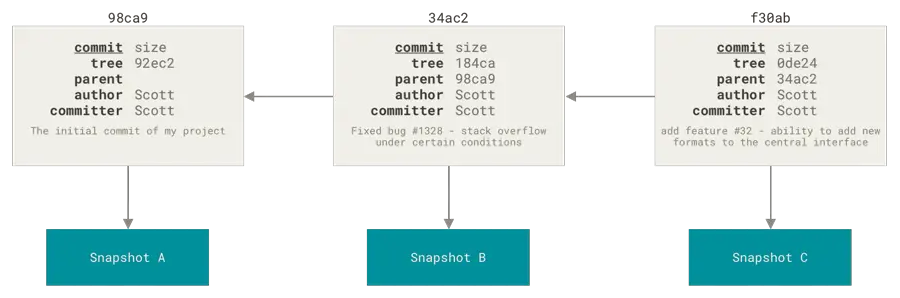 98ca9
commit size
tree 92ec2
parent
author Scott
committer Scott
The initial commit of my project
34ac2
commit size
tree 184ca
parent 98ca9
author Scott
committer Scott
Fixed bug #1328 - stack overflow
under certain conditions
f30ab
commit size
tree 0de24
parent 34ac2
author Scott
committer Scott
add feature #32 - ability to add new
formats to the central interface
Snapshot A
Snapshot B
Snapshot C